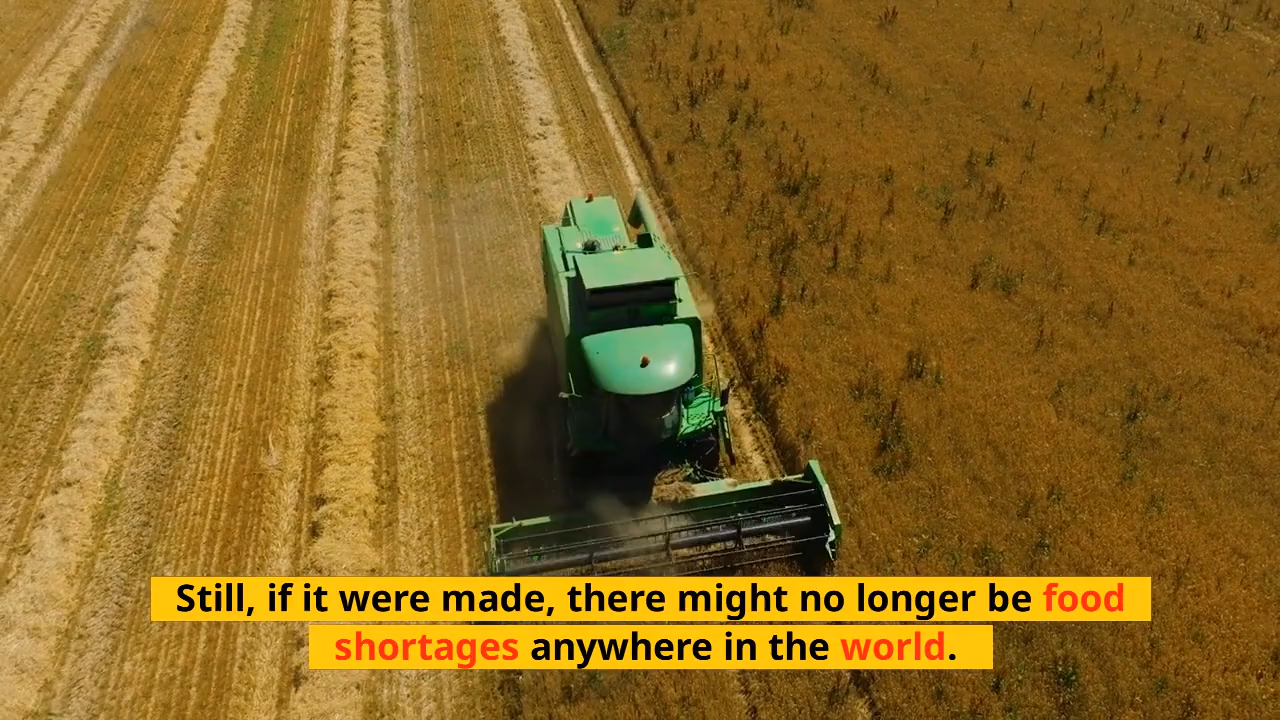 Still, if it were made, there might no longer be food
shortages anywhere in the world.